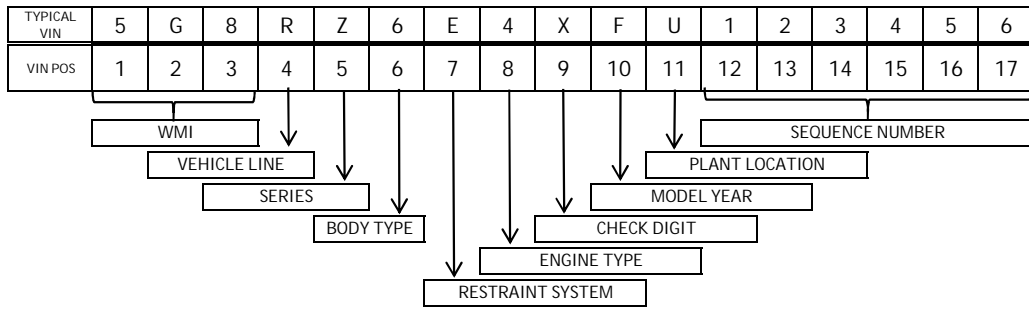 TYPICAL VIN 5 G 8 R Z 6 E 4 X F U 1 2 3 4 5 6
VIN POS 1 2 3 4 5 6 7 8 9 10 11 12 13 14 15 16 17
WMI SEQUENCE NUMBER
VEHICLE LINE PLANT LOCATION
SERIES MODEL YEAR
BODY TYPE CHECK DIGIT
ENGINE TYPE
RESTRAINT SYSTEM